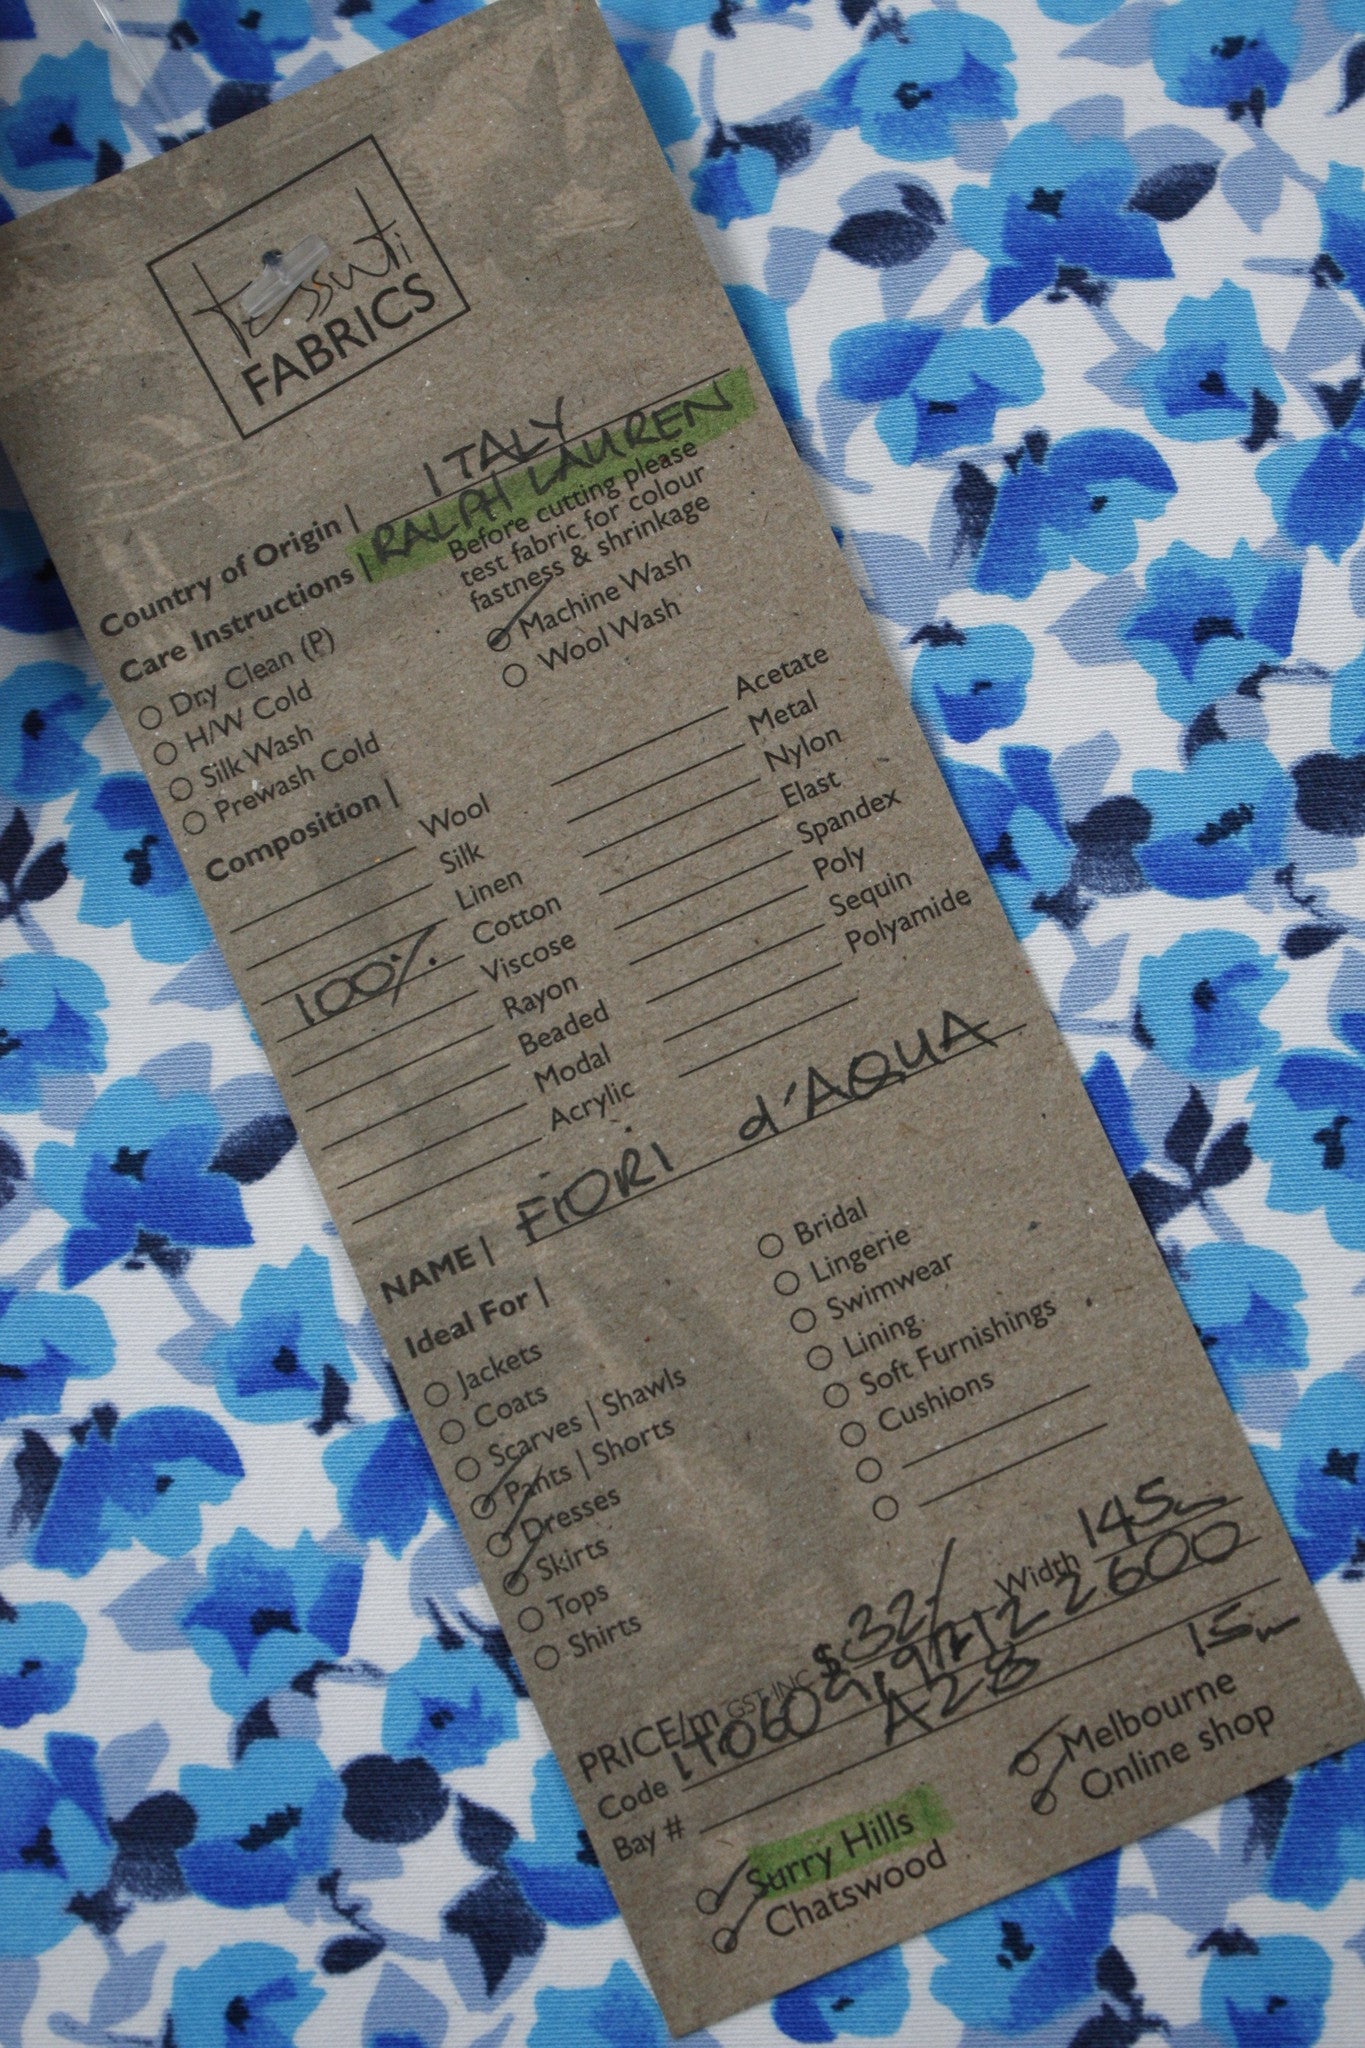 tessuti
FABRICS
Country of Origin | ITALY
Care Instructions | RALPH LAUREN
Before cutting please
test fabric for colour
fastness & shrinkage
Dry Clean (P)
H/W Cold
Silk Wash
Prewash Cold
Machine Wash
Wool Wash
Composition |
Wool
Silk
Linen
100% Cotton
Viscose
Rayon
Beaded
Modal
Acrylic
Acetate
Metal
Nylon
Elast
Spandex
Poly
Sequin
Polyamide
NAME | FIORI d'AQUA
Ideal For |
Jackets
Coats
Scarves | Shawls
Pants | Shorts
Dresses
Skirts
Tops
Shirts
Bridal
Lingerie
Swimwear
Lining
Soft Furnishings
Cushions
PRICE/m GST INC $32/ Width 145
Code
Bay # A28 15m
Surry Hills
Chatswood
Melbourne
Online shop